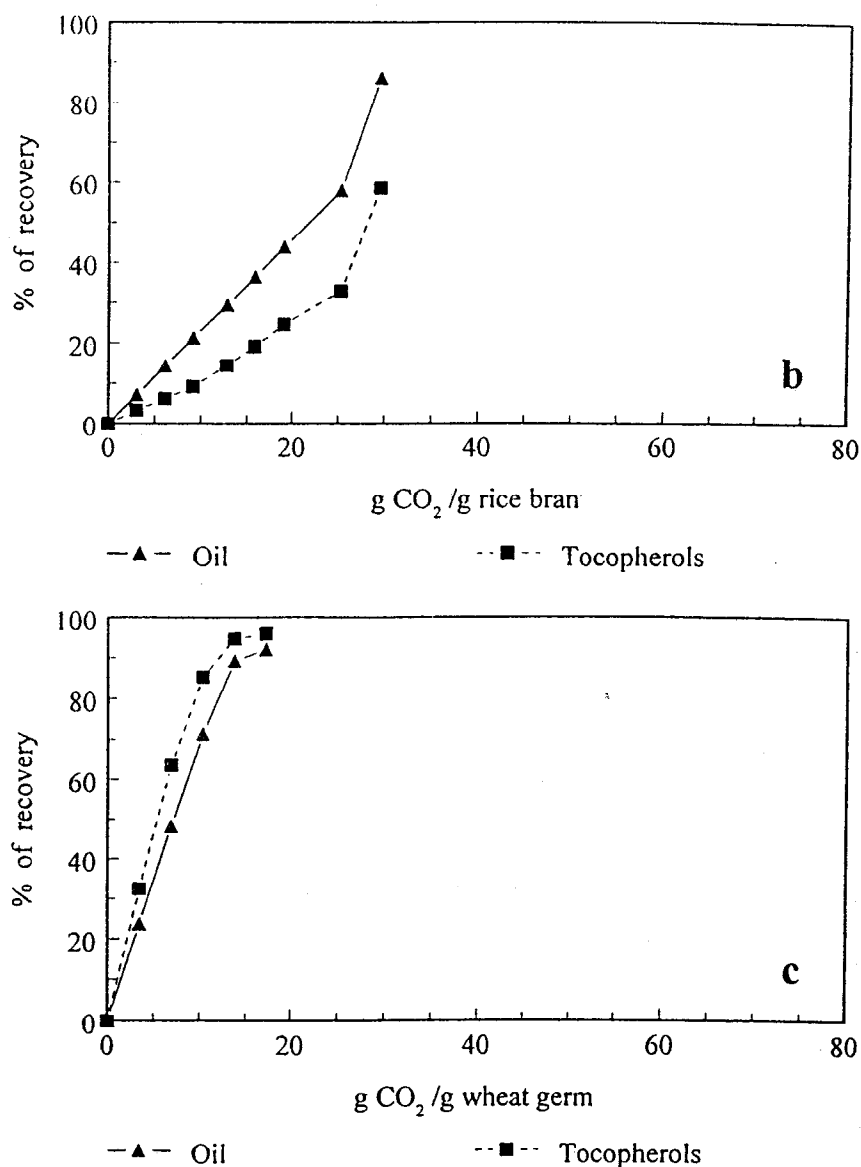 100
80
60
40
20
0
% of recovery
b
0 20 40 60 80
g CO₂ /g rice bran
Oil Tocopherols
100
80
60
40
20
0
% of recovery
c
0 20 40 60 80
g CO₂ /g wheat germ
Oil Tocopherols